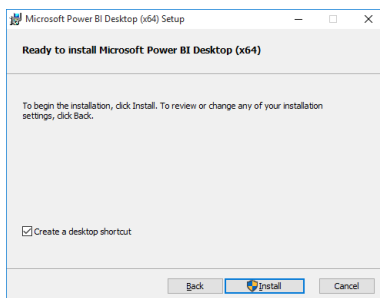 Microsoft Power BI Desktop (x64) Setup
Ready to install Microsoft Power BI Desktop (x64)
To begin the installation, click Install. To review or change any of your installation
settings, click Back.
Create a desktop shortcut
Back Install Cancel